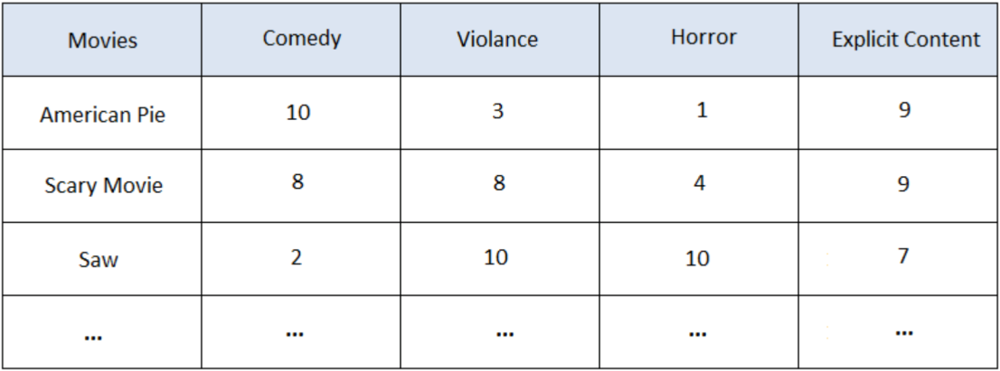 Movies Comedy Violance Horror Explicit Content
American Pie 10 3 1 9
Scary Movie 8 8 4 9
Saw 2 10 10 7
... ... ... ... ...